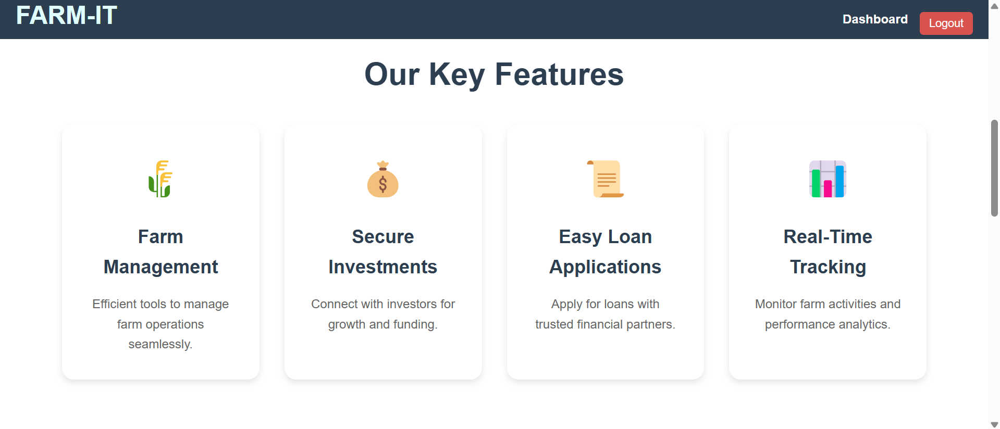 FARM-IT
Dashboard
Logout
Our Key Features
Farm
Management
Efficient tools to manage
farm operations
seamlessly.
$
Secure
Investments
Connect with investors for
growth and funding.
Easy Loan
Applications
Apply for loans with
trusted financial partners.
Real-Time
Tracking
Monitor farm activities and
performance analytics.